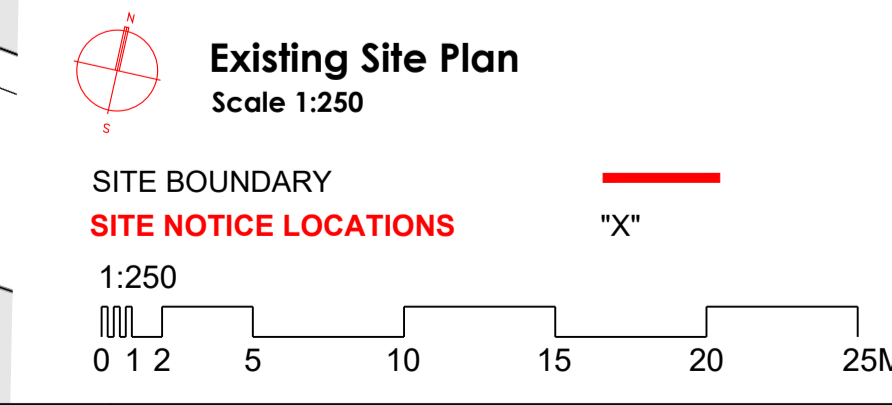 N
S
Existing Site Plan
Scale 1:250
SITE BOUNDARY
SITE NOTICE LOCATIONS "X"
1:250
0 1 2 5 10 15 20 25M